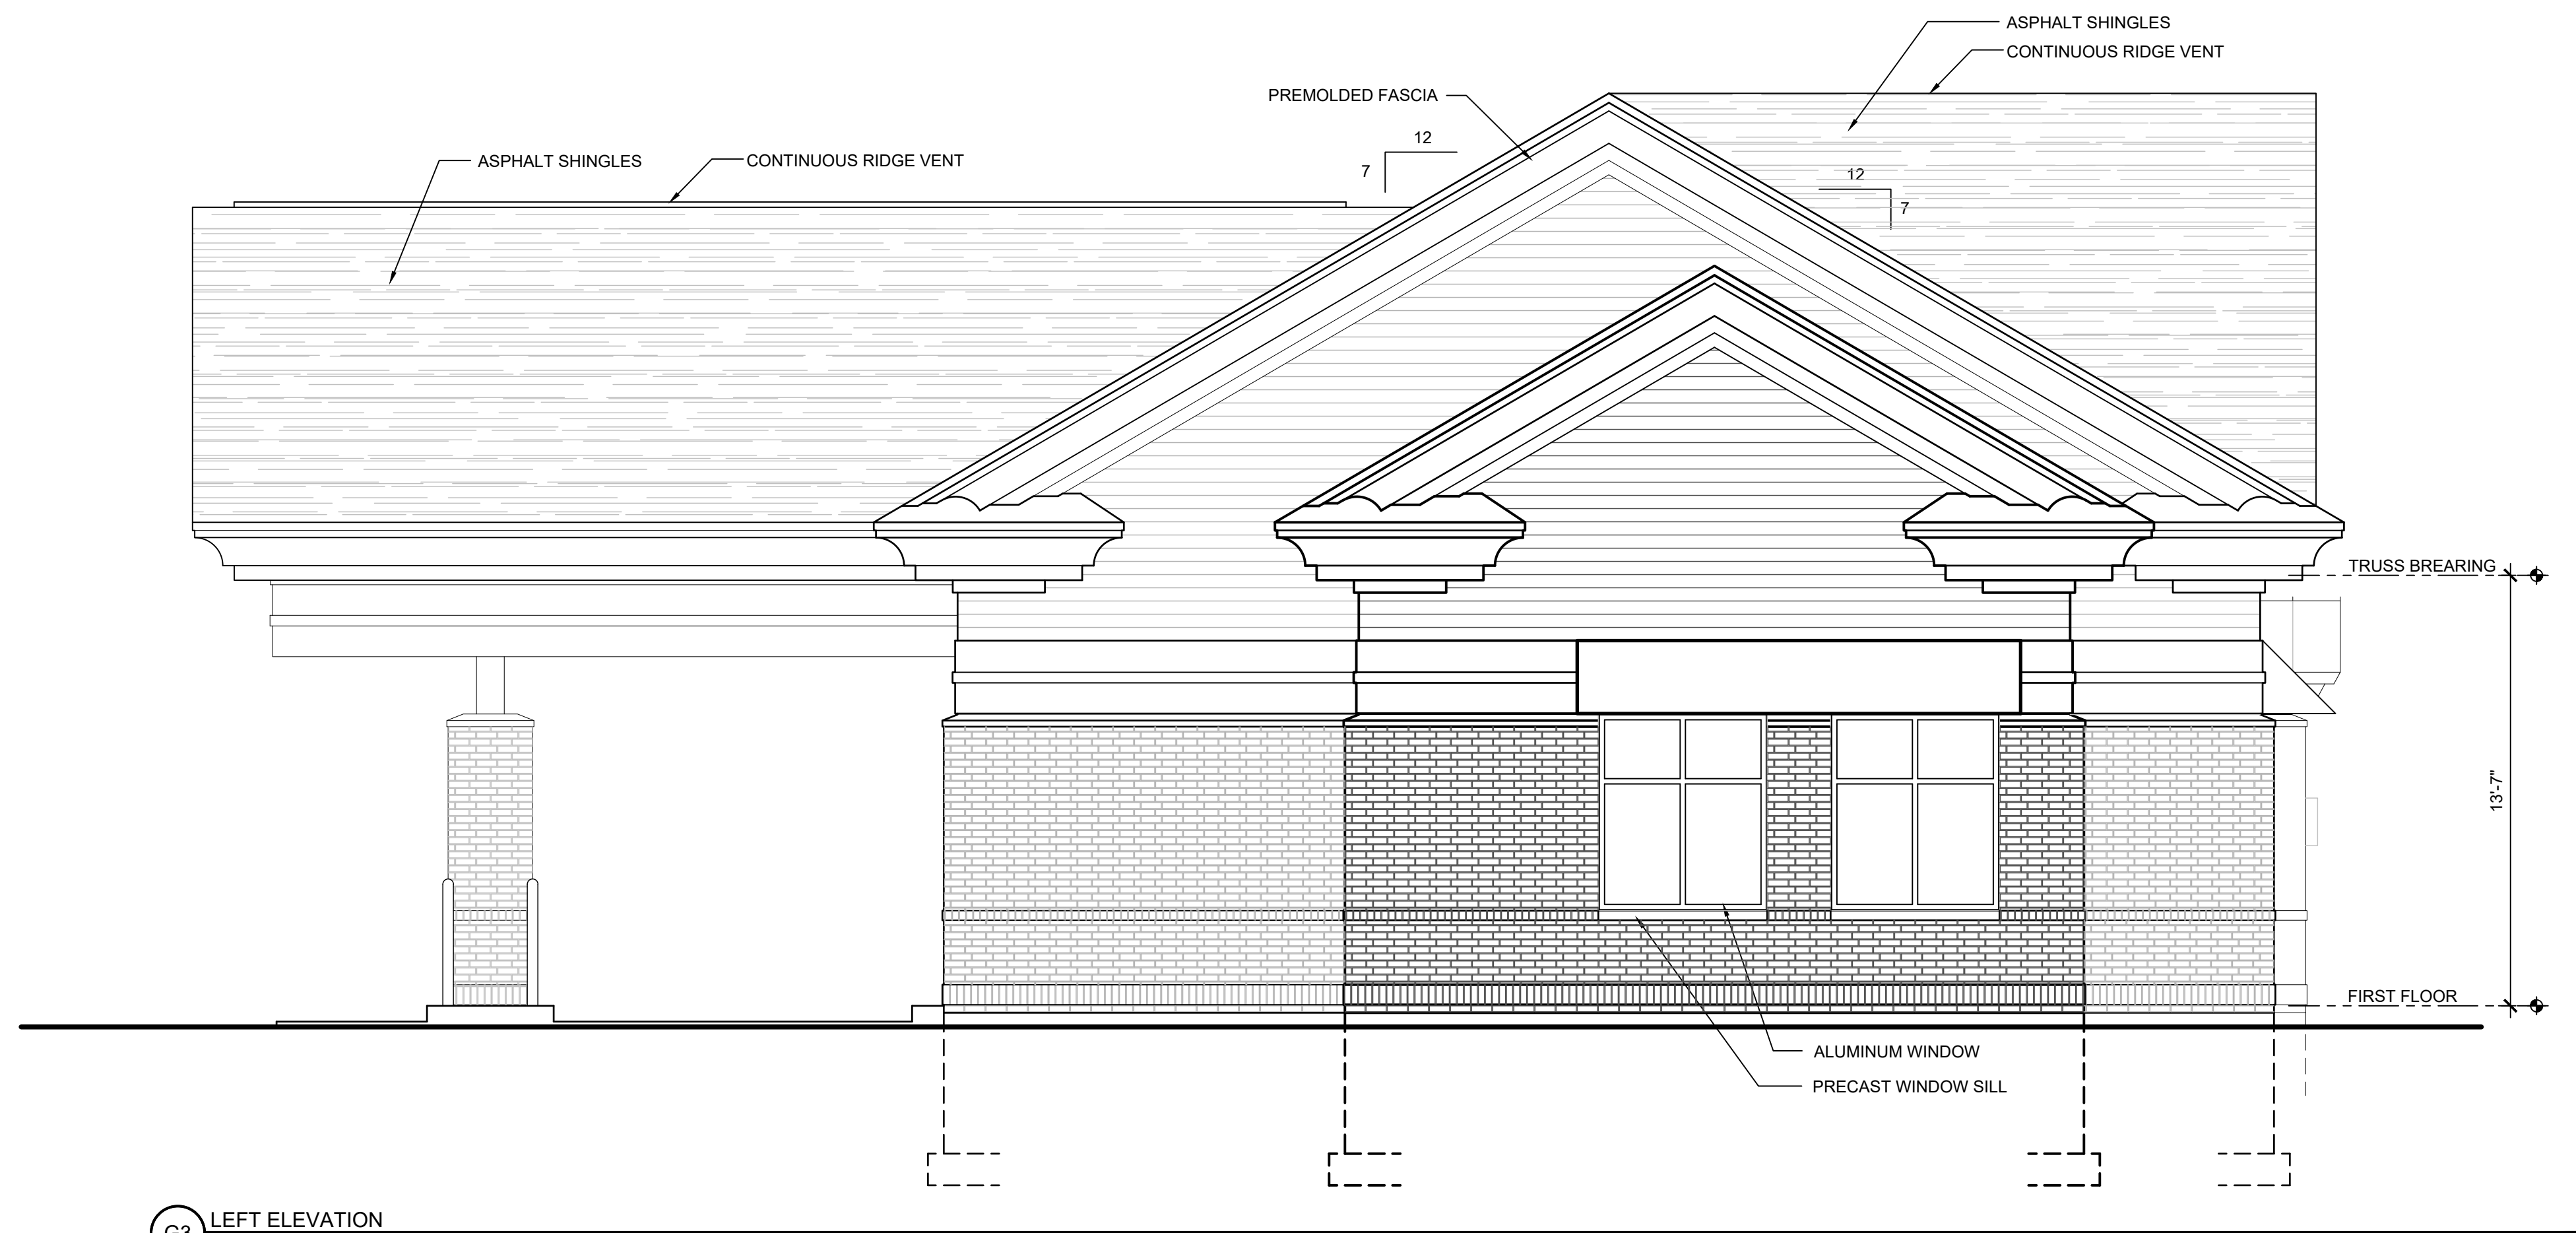 ASPHALT SHINGLES
CONTINUOUS RIDGE VENT
PREMOLDED FASCIA
12
7
ASPHALT SHINGLES
CONTINUOUS RIDGE VENT
12
7
TRUSS BREARING
13'-7"
FIRST FLOOR
ALUMINUM WINDOW
PRECAST WINDOW SILL
LEFT ELEVATION